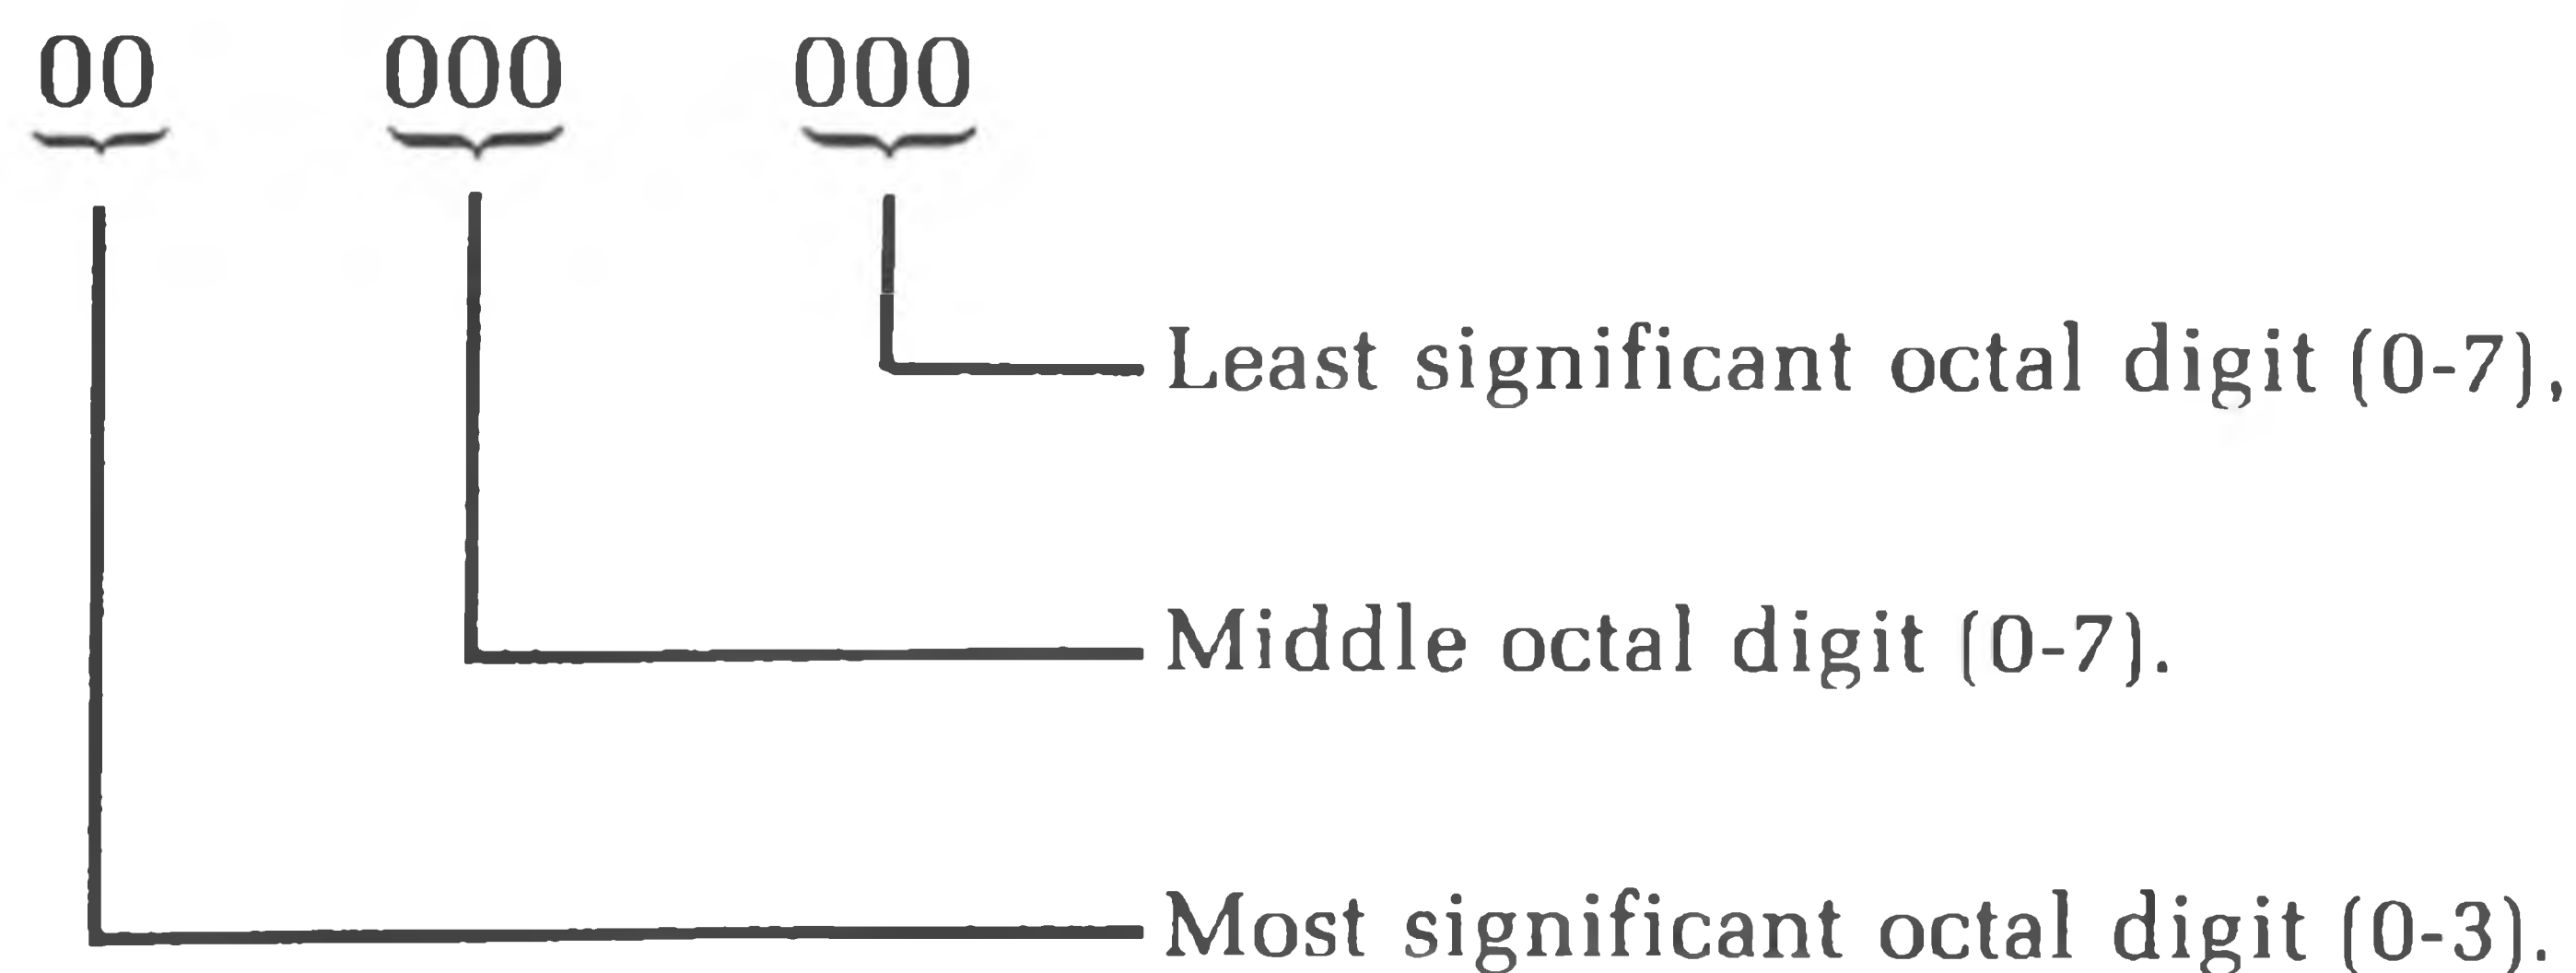 00 000 000
Least significant octal digit (0-7),
Middle octal digit (0-7).
Most significant octal digit (0-3).